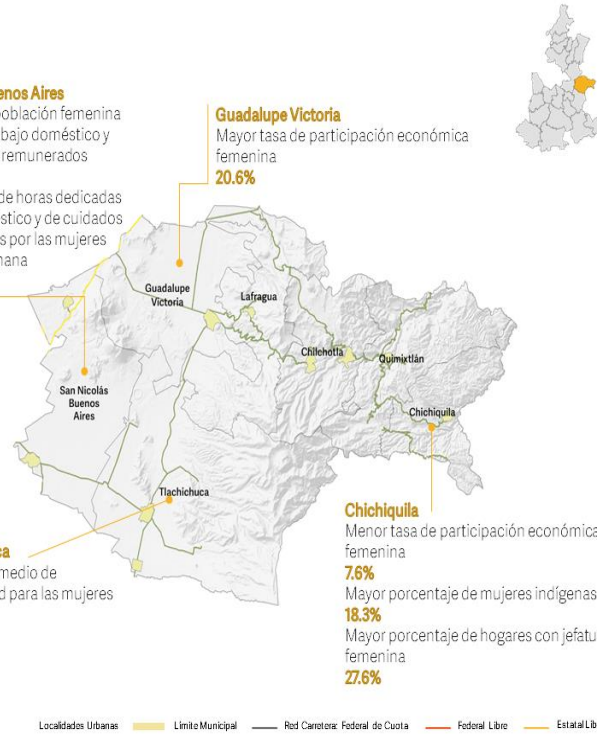 enos Aires
población femenina
bajo doméstico y
remunerados
de horas dedicadas
éstico y de cuidados
s por las mujeres
mana
Guadalupe Victoria
Mayor tasa de participación económica
femenina
20.6%
Guadalupe
Victoria
Lafragua
Chilchotla
Quimixtlán
San Nicolás
Buenos
Aires
Chichiquila
Tlachichuca
ca
medio de
d para las mujeres
Chichiquila
Menor tasa de participación económica
femenina
7.6%
Mayor porcentaje de mujeres indígenas
18.3%
Mayor porcentaje de hogares con jefatu
femenina
27.6%
Localidades Urbanas Límite Municipal Red Carretera: Federal de Cuota Federal Libre Estatal Lib